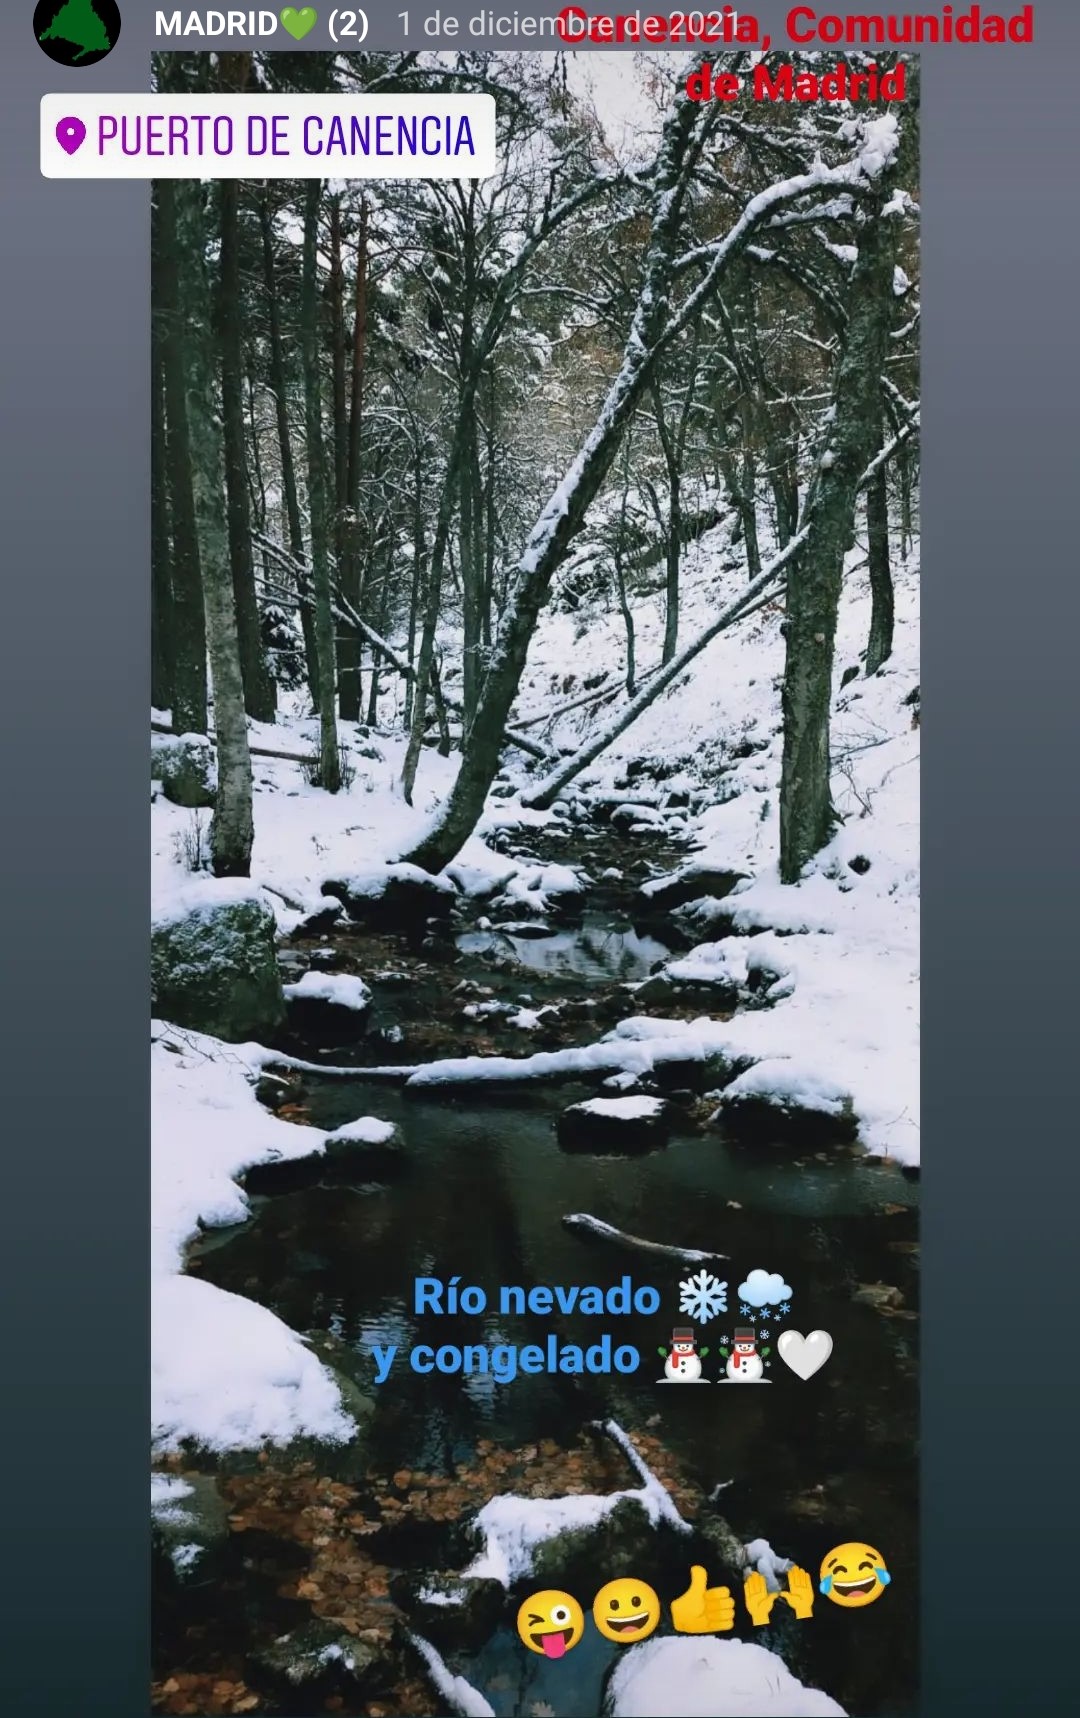 MADRID💚 (2) 1 de diciembre de 2021
Canencia, Comunidad
de Madrid
PUERTO DE CANENCIA
Río nevado ❄️🌨️
y congelado ⛄☃️🤍
😜😀👍🙌😂